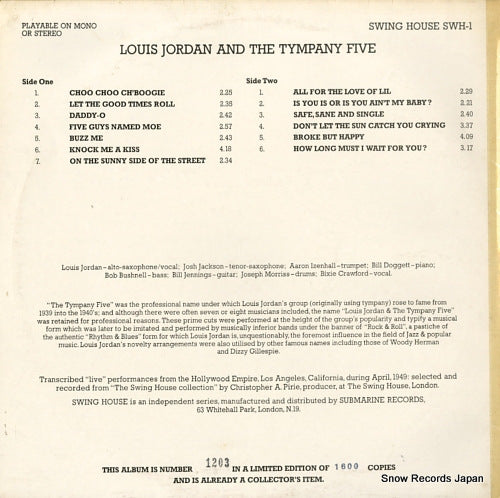 PLAYABLE ON MONO
OR STEREO
SWING HOUSE SWH-1
LOUIS JORDAN AND THE TYMPANY FIVE
Side One
1. CHOO CHOO CH'BOOGIE 2.25
2. LET THE GOOD TIMES ROLL 2.35
3. DADDY-O 2.42
4. FIVE GUYS NAMED MOE 2.57
5. BUZZ ME 2.43
6. KNOCK ME A KISS 4.18
7. ON THE SUNNY SIDE OF THE STREET 2.34
Side Two
1. ALL FOR THE LOVE OF LIL 2.29
2. IS YOU IS OR IS YOU AIN'T MY BABY? 2.21
3. SAFE, SANE AND SINGLE 2.40
4. DON'T LET THE SUN CATCH YOU CRYING 3.37
5. BROKE BUT HAPPY 4.09
6. HOW LONG MUST I WAIT FOR YOU? 3.17
Louis Jordan-alto-saxophone/vocal; Josh Jackson-tenor-saxophone; Aaron Izenhall-trumpet; Bill Doggett-piano;
Bob Bushnell-bass; Bill Jennings-guitar; Joseph Morriss-drums; Bixie Crawford-vocal.
"The Tympany Five" was the professional name under which Louis Jordan's group (originally using tympany) rose to fame from
1939 into the 1940's; and although there were often seven or eight musicians included, the name "Louis Jordan & The Tympany Five"
was retained for professional reasons. These prime cuts were performed at the height of the group's popularity and typify a musical
form which was later to be imitated and performed by musically inferior bands under the banner of "Rock & Roll", a pastiche of
the authentic "Rhythm & Blues" form for which Louis Jordan is, unquestionably, the foremost influence in the field of Jazz & popular
music. Louis Jordan's novelty arrangements were also utilised by other famous names including those of Woody Herman
and Dizzy Gillespie.
Transcribed "live" performances from the Hollywood Empire, Los Angeles, California, during April, 1949: selected and
recorded from "The Swing House collection" by Christopher A. Pirie, producer, at The Swing House, London.
SWING HOUSE is an independent series, manufactured and distributed by SUBMARINE RECORDS,
63 Whitehall Park, London, N.19.
THIS ALBUM IS NUMBER 1203 IN A LIMITED EDITION OF 1600 COPIES
AND IS ALREADY A COLLECTOR'S ITEM.
Snow Records Japan